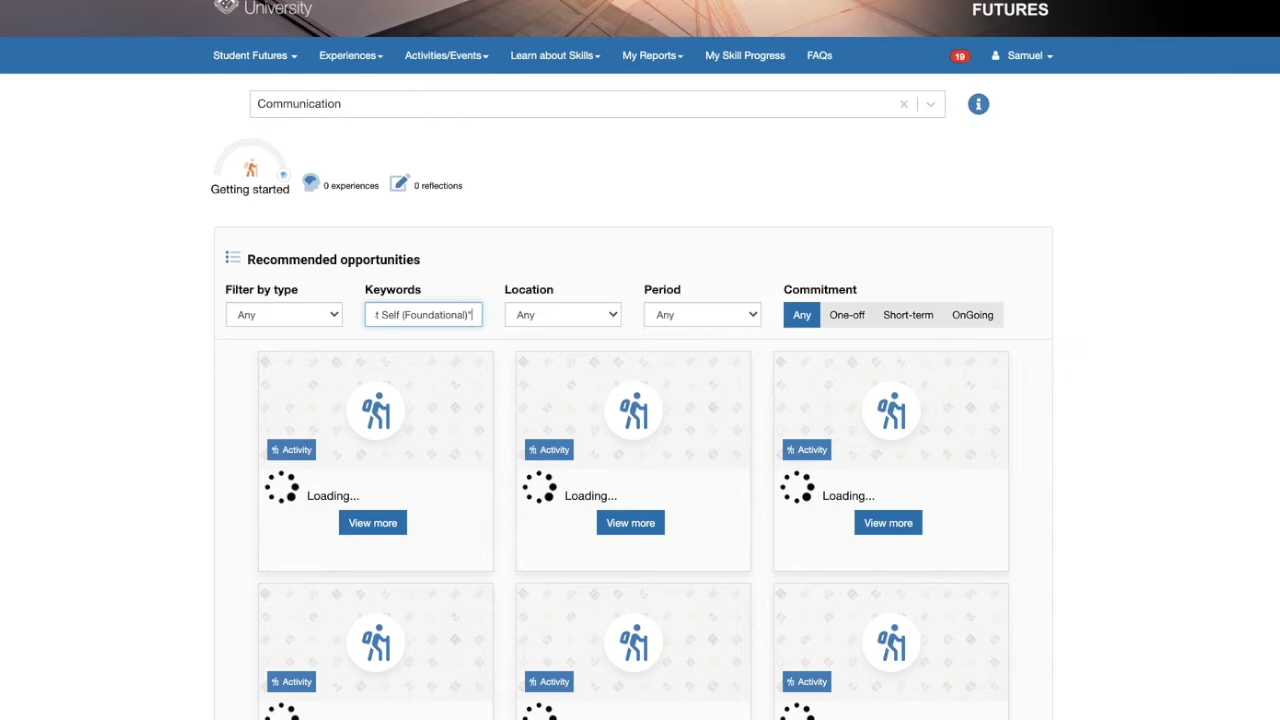 University
FUTURES
Student Futures Experiences Activities/Events Learn about Skills My Reports My Skill Progress FAQs 19 Samuel
Communication
Getting started 0 experiences 0 reflections
Recommended opportunities
Filter by type Keywords Location Period Commitment
Any t Self (Foundational)" Any Any Any One-off Short-term OnGoing
Activity Activity Activity
Loading... Loading... Loading...
View more View more View more
Activity Activity Activity